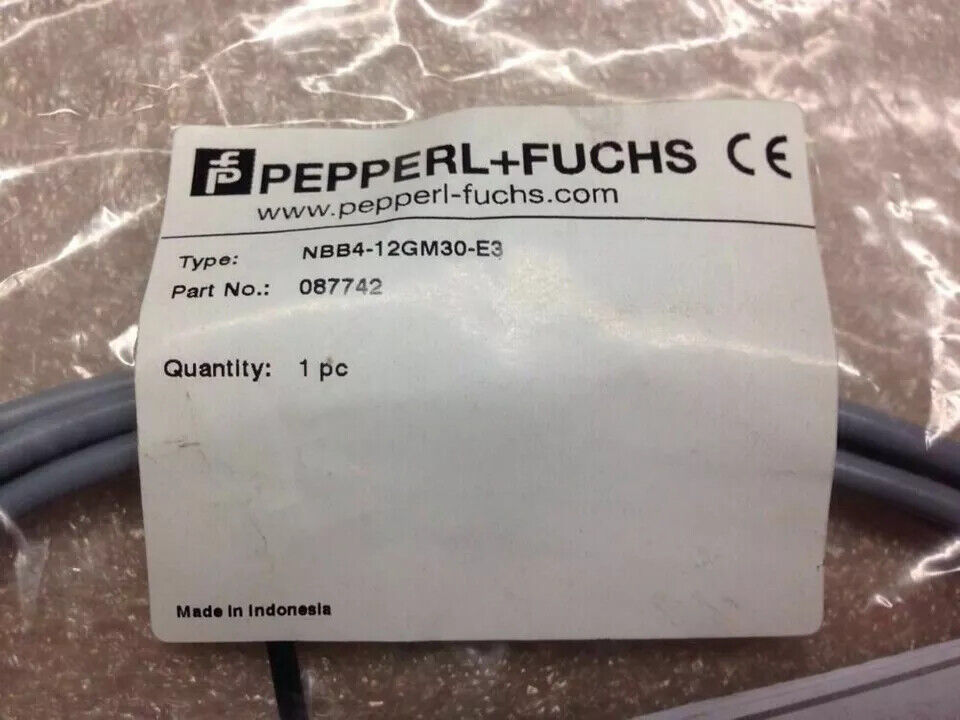 PEPPERL+FUCHS CE
www.pepperl-fuchs.com
Type: NBB4-12GM30-E3
Part No.: 087742
Quantity: 1 pc
Made in Indonesia